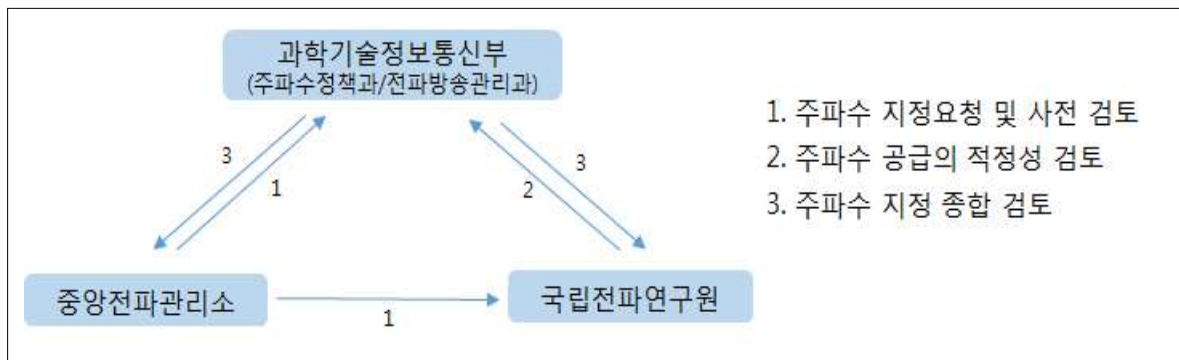 과학기술정보통신부
(주파수정책과/전파방송관리과)
1. 주파수 지정요청 및 사전 검토
2. 주파수 공급의 적정성 검토
3. 주파수 지정 종합 검토
3
1
3
2
중앙전파관리소
1
국립전파연구원